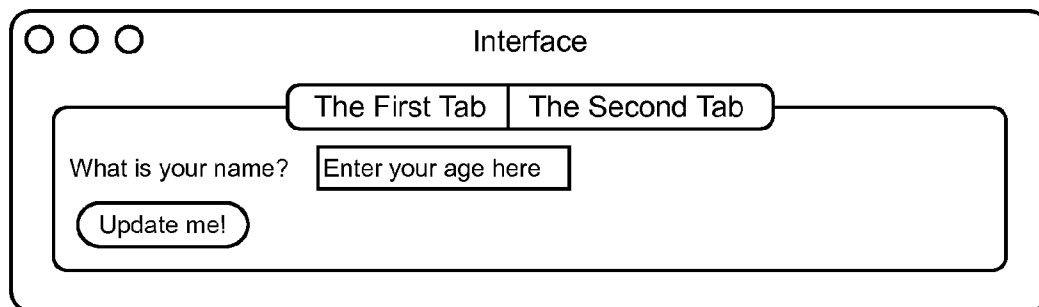 Interface
The First Tab The Second Tab
What is your name? Enter your age here
Update me!